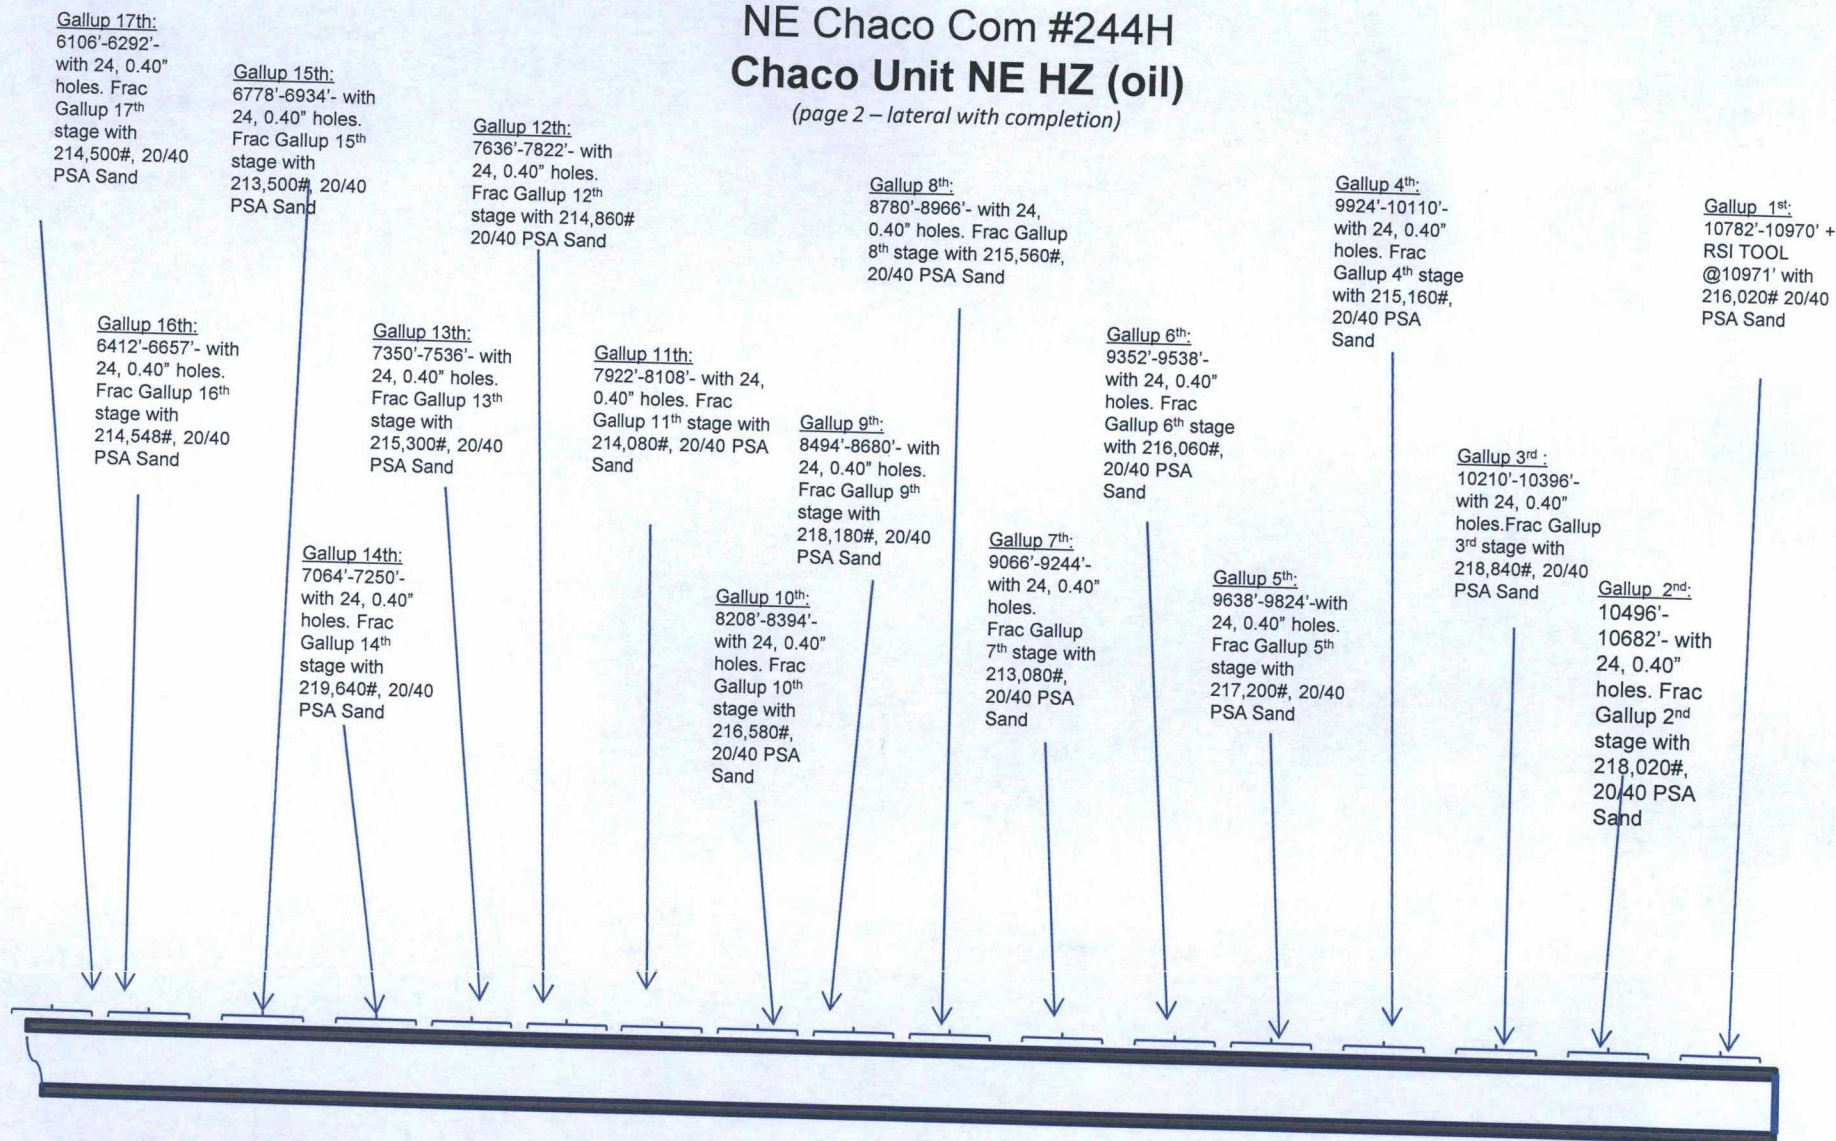 NE Chaco Com #244H
Chaco Unit NE HZ (oil)
(page 2 – lateral with completion)
Gallup 17th:
6106'-6292'-
with 24, 0.40"
holes. Frac
Gallup 17th
stage with
214,500#, 20/40
PSA Sand
Gallup 16th:
6412'-6657'- with
24, 0.40" holes.
Frac Gallup 16th
stage with
214,548#, 20/40
PSA Sand
Gallup 15th:
6778'-6934'- with
24, 0.40" holes.
Frac Gallup 15th
stage with
213,500#, 20/40
PSA Sand
Gallup 14th:
7064'-7250'-
with 24, 0.40"
holes. Frac
Gallup 14th
stage with
219,640#, 20/40
PSA Sand
Gallup 13th:
7350'-7536'- with
24, 0.40" holes.
Frac Gallup 13th
stage with
215,300#, 20/40
PSA Sand
Gallup 12th:
7636'-7822'- with
24, 0.40" holes.
Frac Gallup 12th
stage with 214,860#
20/40 PSA Sand
Gallup 11th:
7922'-8108'- with 24,
0.40" holes. Frac
Gallup 11th stage with
214,080#, 20/40 PSA
Sand
Gallup 10th:
8208'-8394'-
with 24, 0.40"
holes. Frac
Gallup 10th
stage with
216,580#,
20/40 PSA
Sand
Gallup 9th:
8494'-8680'- with
24, 0.40" holes.
Frac Gallup 9th
stage with
218,180#, 20/40
PSA Sand
Gallup 8th:
8780'-8966'- with 24,
0.40" holes. Frac Gallup
8th stage with 215,560#,
20/40 PSA Sand
Gallup 7th:
9066'-9244'-
with 24, 0.40"
holes.
Frac Gallup
7th stage with
213,080#,
20/40 PSA
Sand
Gallup 6th:
9352'-9538'-
with 24, 0.40"
holes. Frac
Gallup 6th stage
with 216,060#,
20/40 PSA
Sand
Gallup 5th:
9638'-9824'-with
24, 0.40" holes.
Frac Gallup 5th
stage with
217,200#, 20/40
PSA Sand
Gallup 4th:
9924'-10110'-
with 24, 0.40"
holes. Frac
Gallup 4th stage
with 215,160#,
20/40 PSA
Sand
Gallup 3rd :
10210'-10396'-
with 24, 0.40"
holes.Frac Gallup
3rd stage with
218,840#, 20/40
PSA Sand
Gallup 2nd:
10496'-
10682'- with
24, 0.40"
holes. Frac
Gallup 2nd
stage with
218,020#,
20/40 PSA
Sand
Gallup 1st:
10782'-10970' +
RSI TOOL
@10971' with
216,020# 20/40
PSA Sand